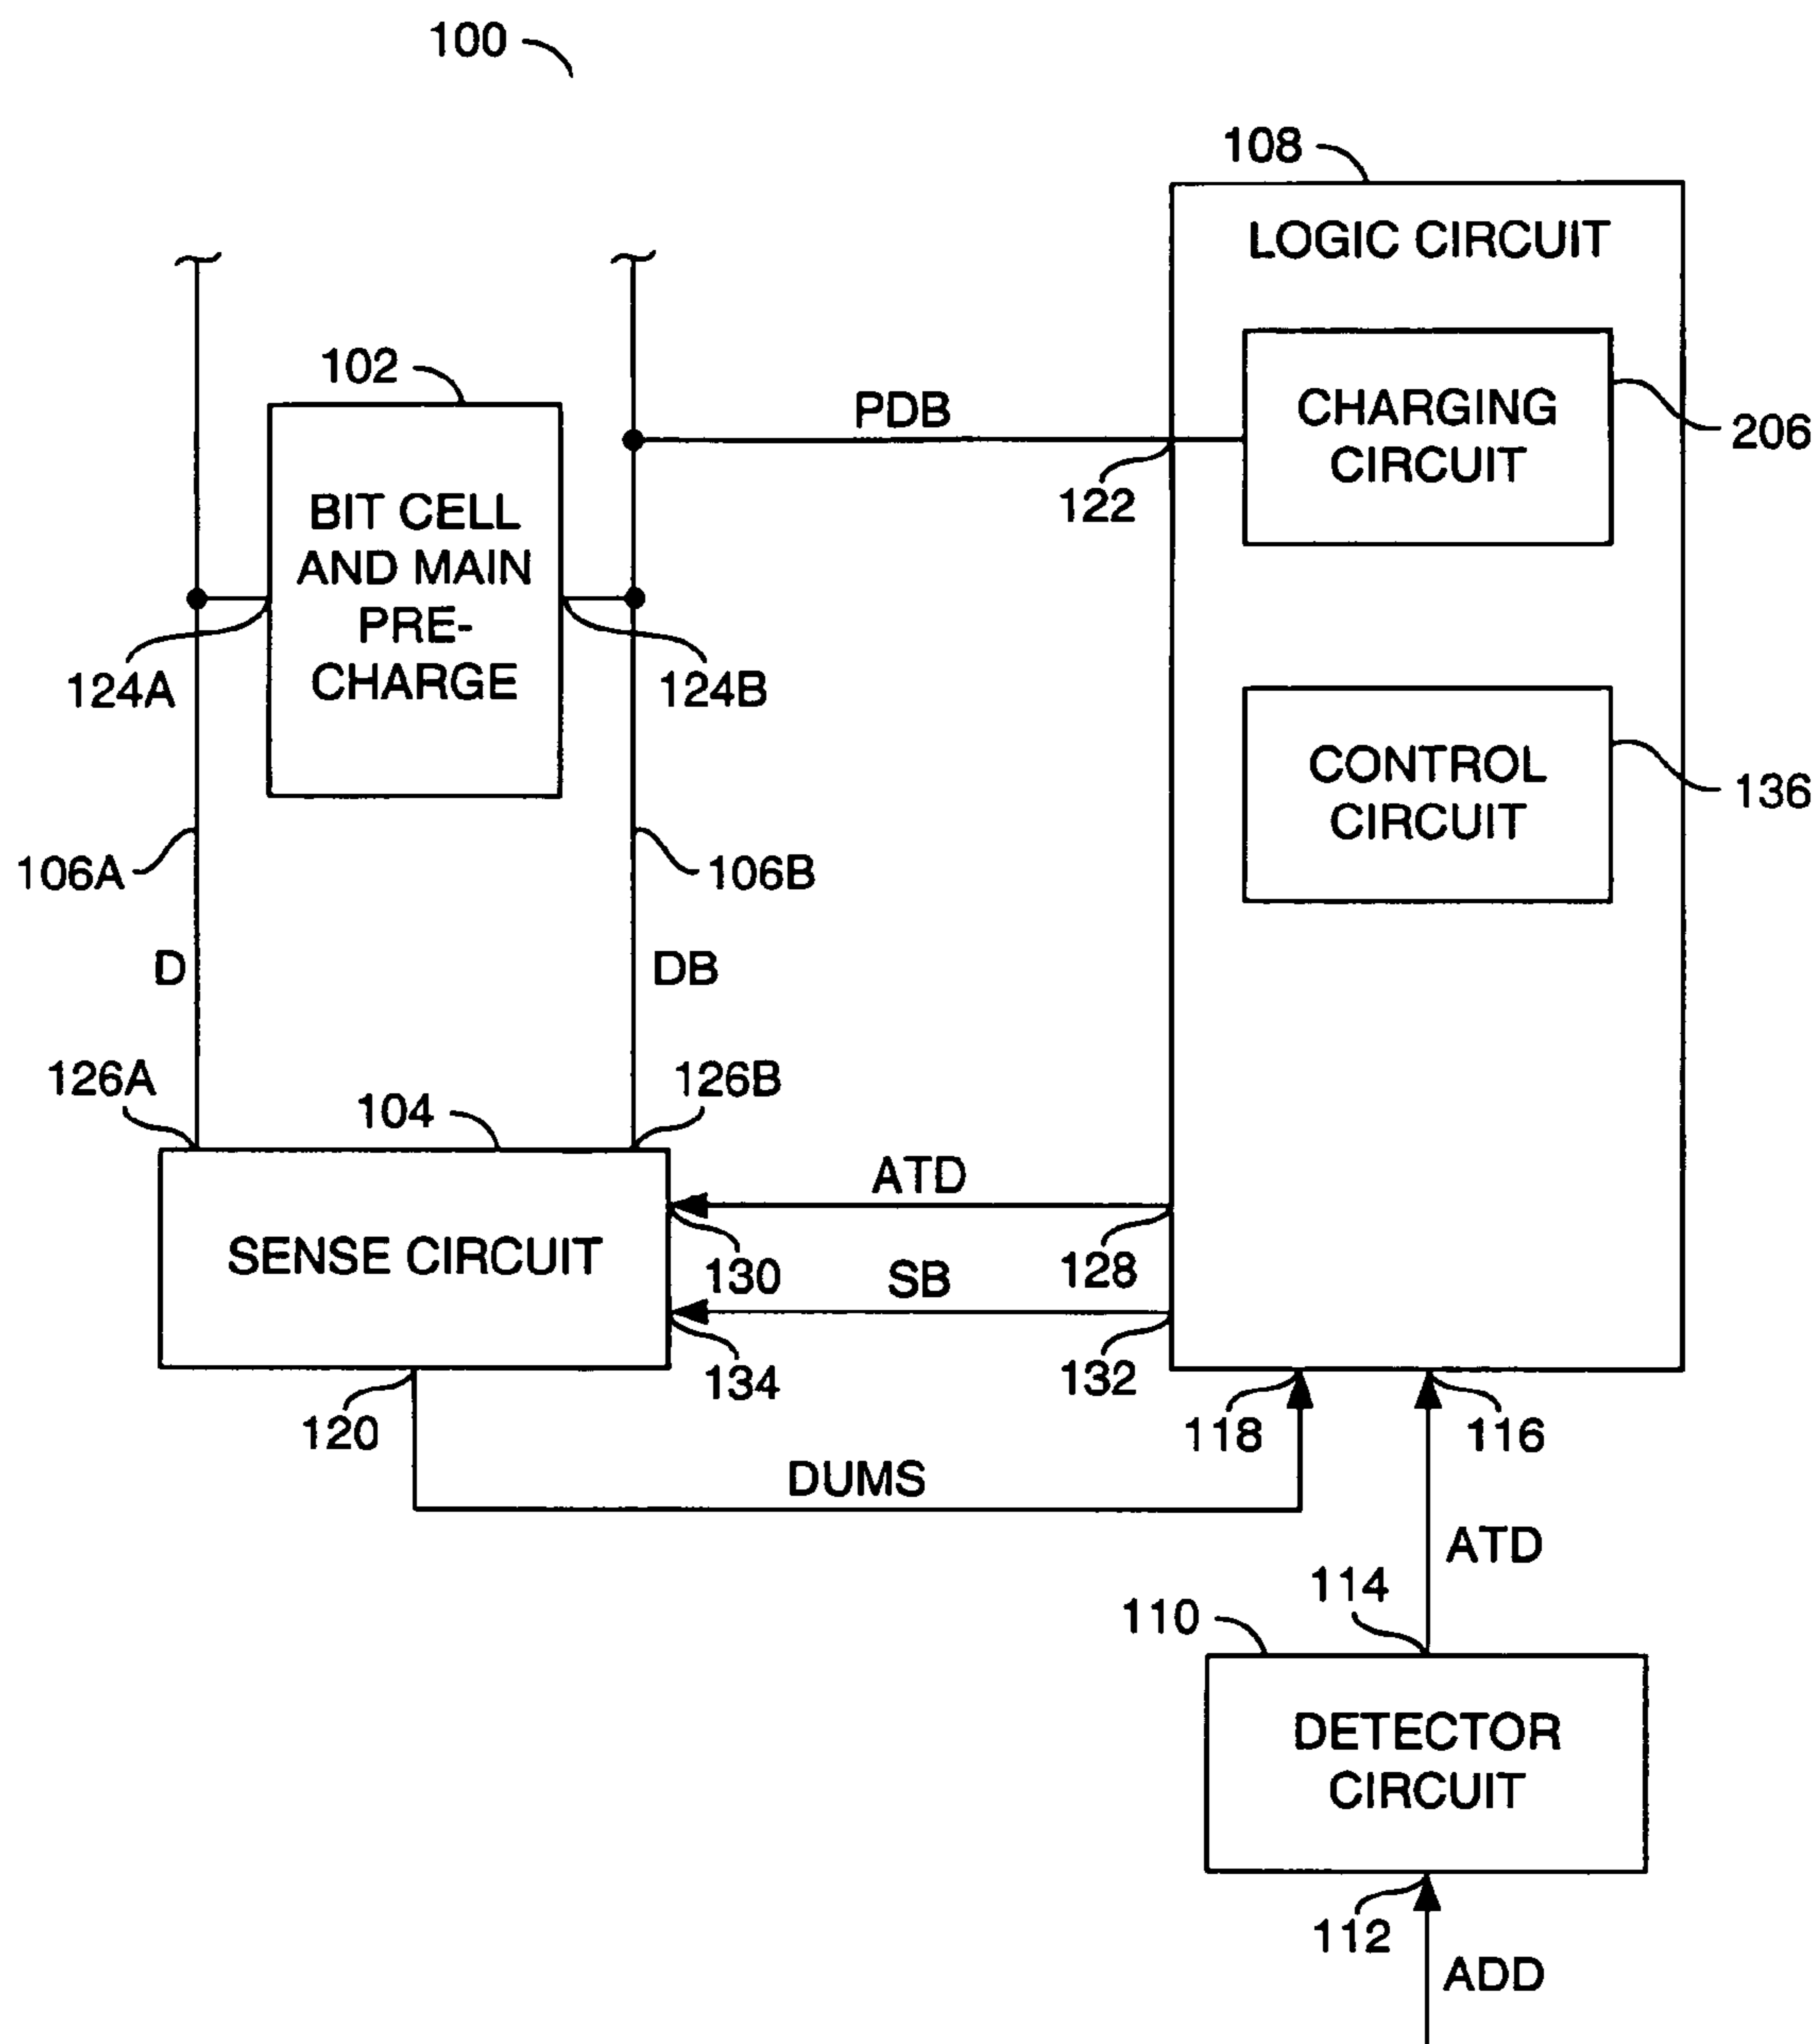 100
108
LOGIC CIRCUIT
102
PDB
CHARGING
CIRCUIT
206
122
BIT CELL
AND MAIN
PRE-
CHARGE
124A
124B
CONTROL
CIRCUIT
136
106A
106B
D
DB
126A
104
126B
ATD
SENSE CIRCUIT
130
128
SB
134
132
120
118
116
DUMS
ATD
114
110
DETECTOR
CIRCUIT
112
ADD